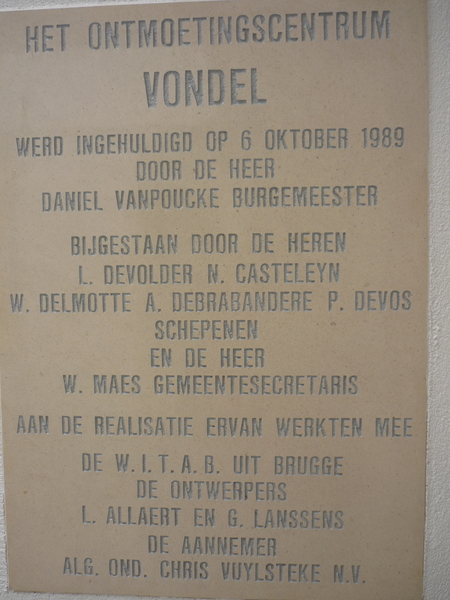 HET ONTMOETINGSCENTRUM
VONDEL
WERD INGEHULDIGD OP 6 OKTOBER 1989
DOOR DE HEER
DANIEL VANPOUCKE BURGEMEESTER
BIJGESTAAN DOOR DE HEREN
L. DEVOLDER N. CASTELEYN
W. DELMOTTE A. DEBRABANDERE P. DEVOS
SCHEPENEN
EN DE HEER
W. MAES GEMEENTESECRETARIS
AAN DE REALISATIE ERVAN WERKTEN MEE
DE W.I.T.A.B. UIT BRUGGE
DE ONTWERPERS
L. ALLAERT EN G. LANSSENS
DE AANNEMER
ALG. OND. CHRIS VUYLSTEKE N.V.